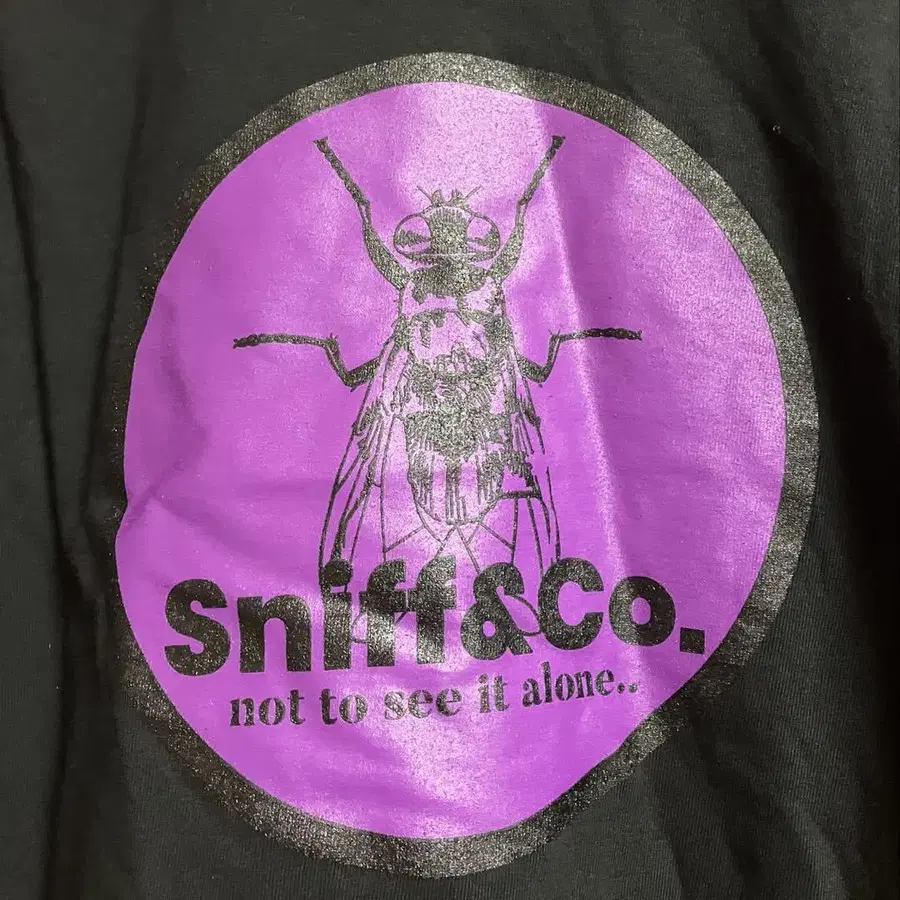 Sniff&Co.
not to see it alone..